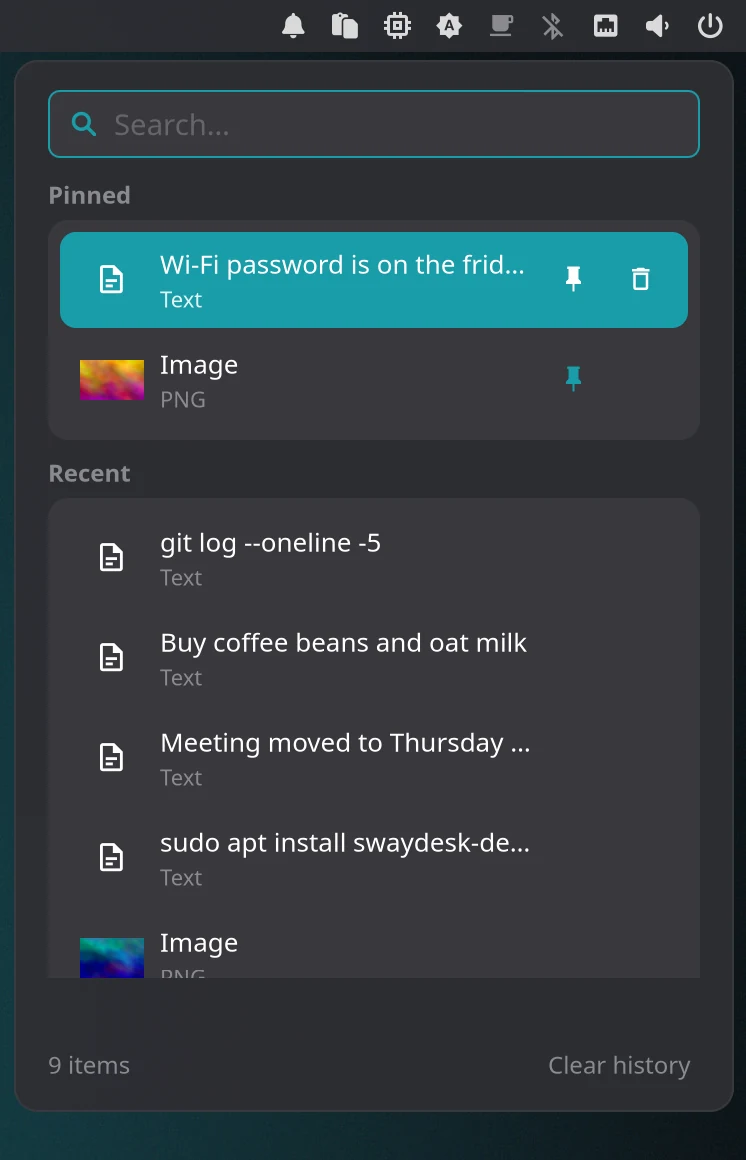 Search...
Pinned
Wi-Fi password is on the frid...
Text
Image
PNG
Recent
git log --oneline -5
Text
Buy coffee beans and oat milk
Text
Meeting moved to Thursday ...
Text
sudo apt install swaydesk-de...
Text
Image
PNG
9 items
Clear history